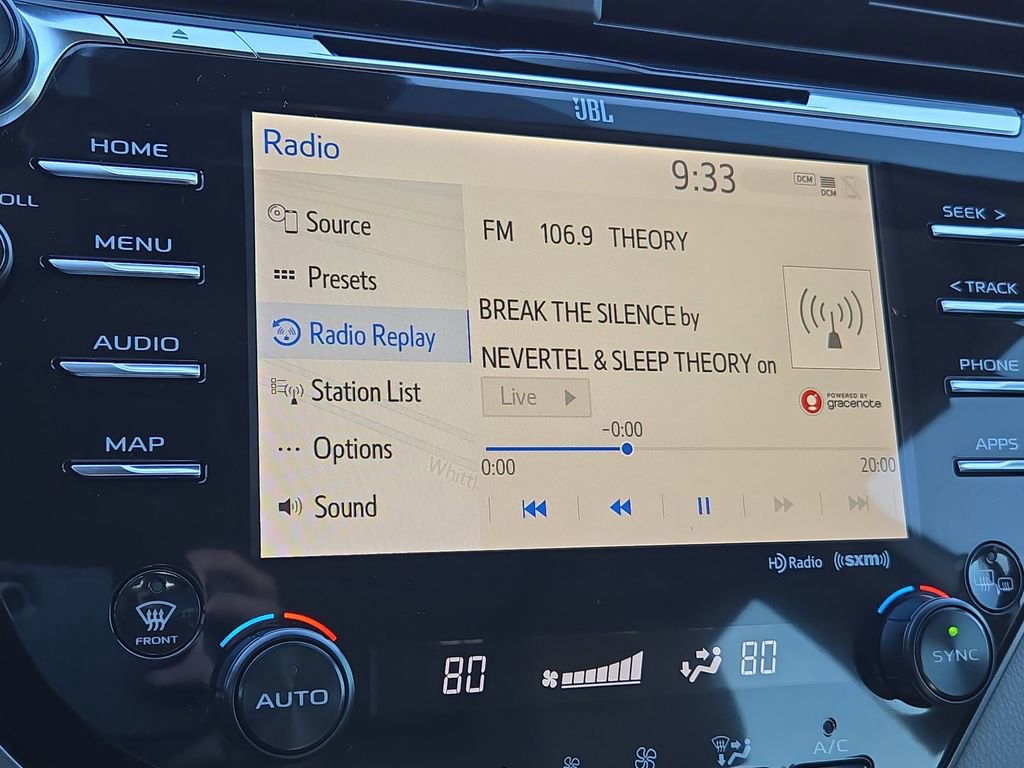 JBL
HOME
MENU
AUDIO
MAP
OLL
Radio
9:33
DCM
DCM
Source
Presets
Radio Replay
Station List
Options
Sound
FM 106.9 THEORY
BREAK THE SILENCE by
NEVERTEL & SLEEP THEORY on
Live
POWERED BY
gracenote
-0:00
0:00
20:00
Whittl
SEEK >
< TRACK
PHONE
APPS
HD Radio
((sxm))
FRONT
AUTO
80
80
SYNC
A/C